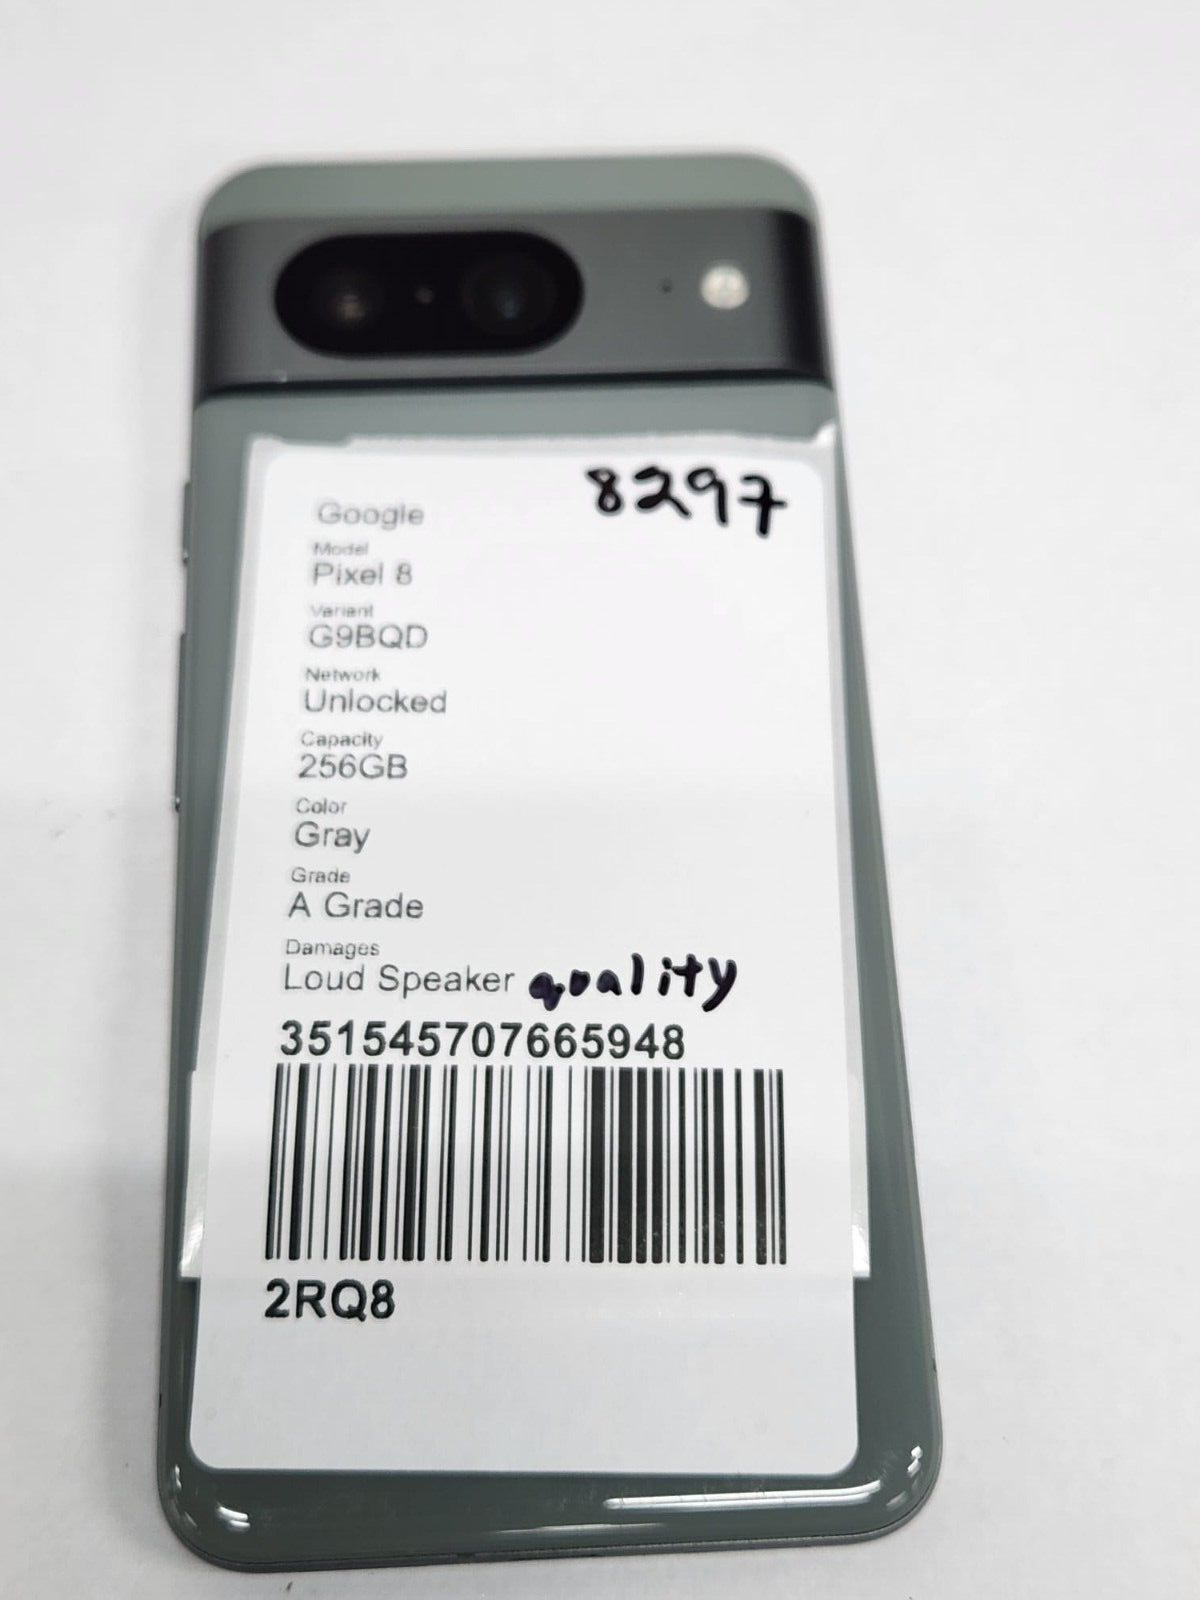 8297
Google
Model
Pixel 8
Variant
G9BQD
Network
Unlocked
Capacity
256GB
Color
Gray
Grade
A Grade
Damages
Loud Speaker quality
351545707665948
2RQ8